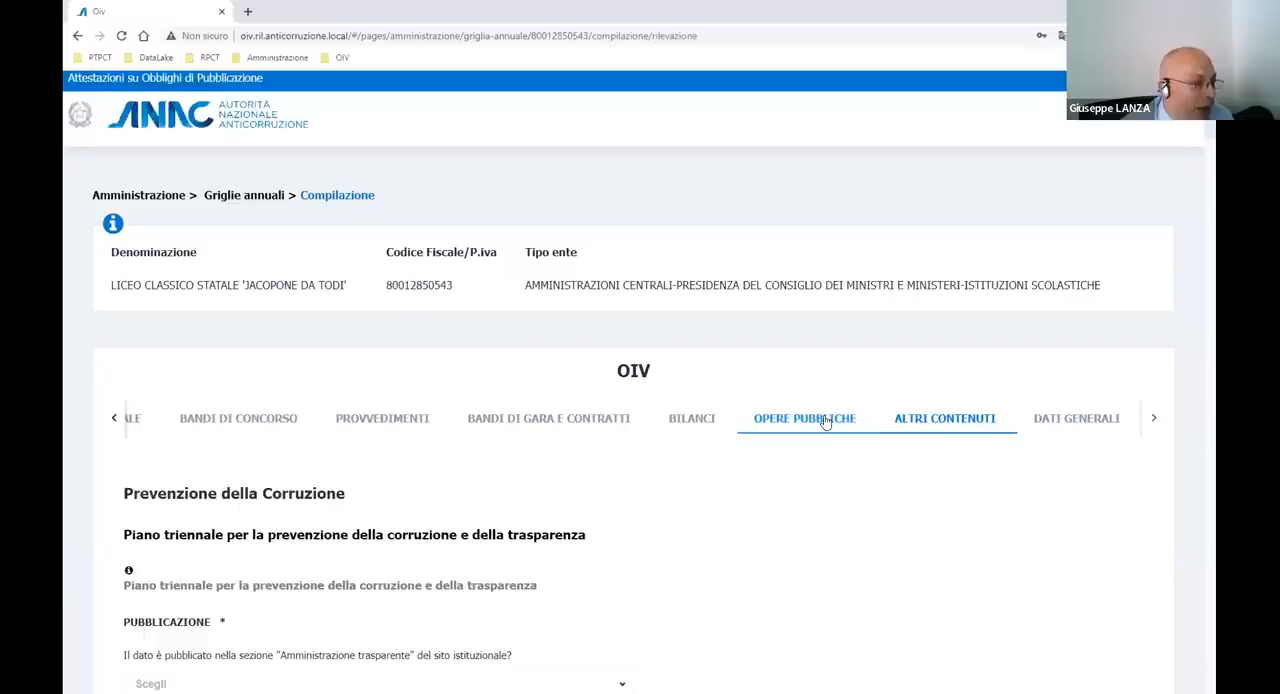 Oiv
Non sicuro
oiv.ril.anticorruzione.local/#/pages/amministrazione/griglia-annuale/80012850543/compilazione/rilevazione
PTPCT DataLake RPCT Amministrazione OIV
Attestazioni su Obblighi di Pubblicazione
ANAC AUTORITÀ
NAZIONALE
ANTICORRUZIONE
Giuseppe LANZA
Amministrazione > Griglie annuali > Compilazione
Denominazione Codice Fiscale/P.iva Tipo ente
LICEO CLASSICO STATALE 'JACOPONE DA TODI' 80012850543 AMMINISTRAZIONI CENTRALI-PRESIDENZA DEL CONSIGLIO DEI MINISTRI E MINISTERI-ISTITUZIONI SCOLASTICHE
OIV
ALE BANDI DI CONCORSO PROVVEDIMENTI BANDI DI GARA E CONTRATTI BILANCI OPERE PUBBLICHE ALTRI CONTENUTI DATI GENERALI
Prevenzione della Corruzione
Piano triennale per la prevenzione della corruzione e della trasparenza
Piano triennale per la prevenzione della corruzione e della trasparenza
PUBBLICAZIONE *
Il dato è pubblicato nella sezione "Amministrazione trasparente" del sito istituzionale?
Scegli